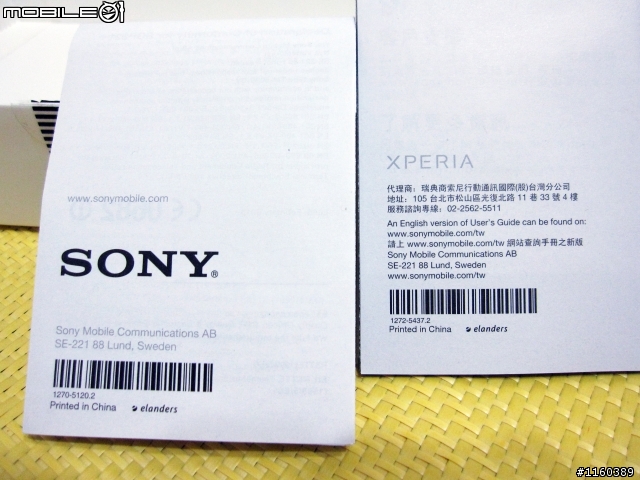 MOBILE01
www.sonymobile.com
SONY®
Sony Mobile Communications AB
SE-221 88 Lund, Sweden
1270-5120.2
Printed in China elanders
XPERIA
代理商：瑞典商索尼行動通訊國際(股)台灣分公司
地址：105 台北市松山區光復北路 11 巷 33 號 4 樓
服務諮詢專線：02-2562-5511
An English version of User's Guide can be found on:
www.sonymobile.com/tw
請上 www.sonymobile.com/tw 網站查詢手冊之新版
Sony Mobile Communications AB
SE-221 88 Lund, Sweden
www.sonymobile.com/tw
1272-5437.2
Printed in China elanders
#1160389